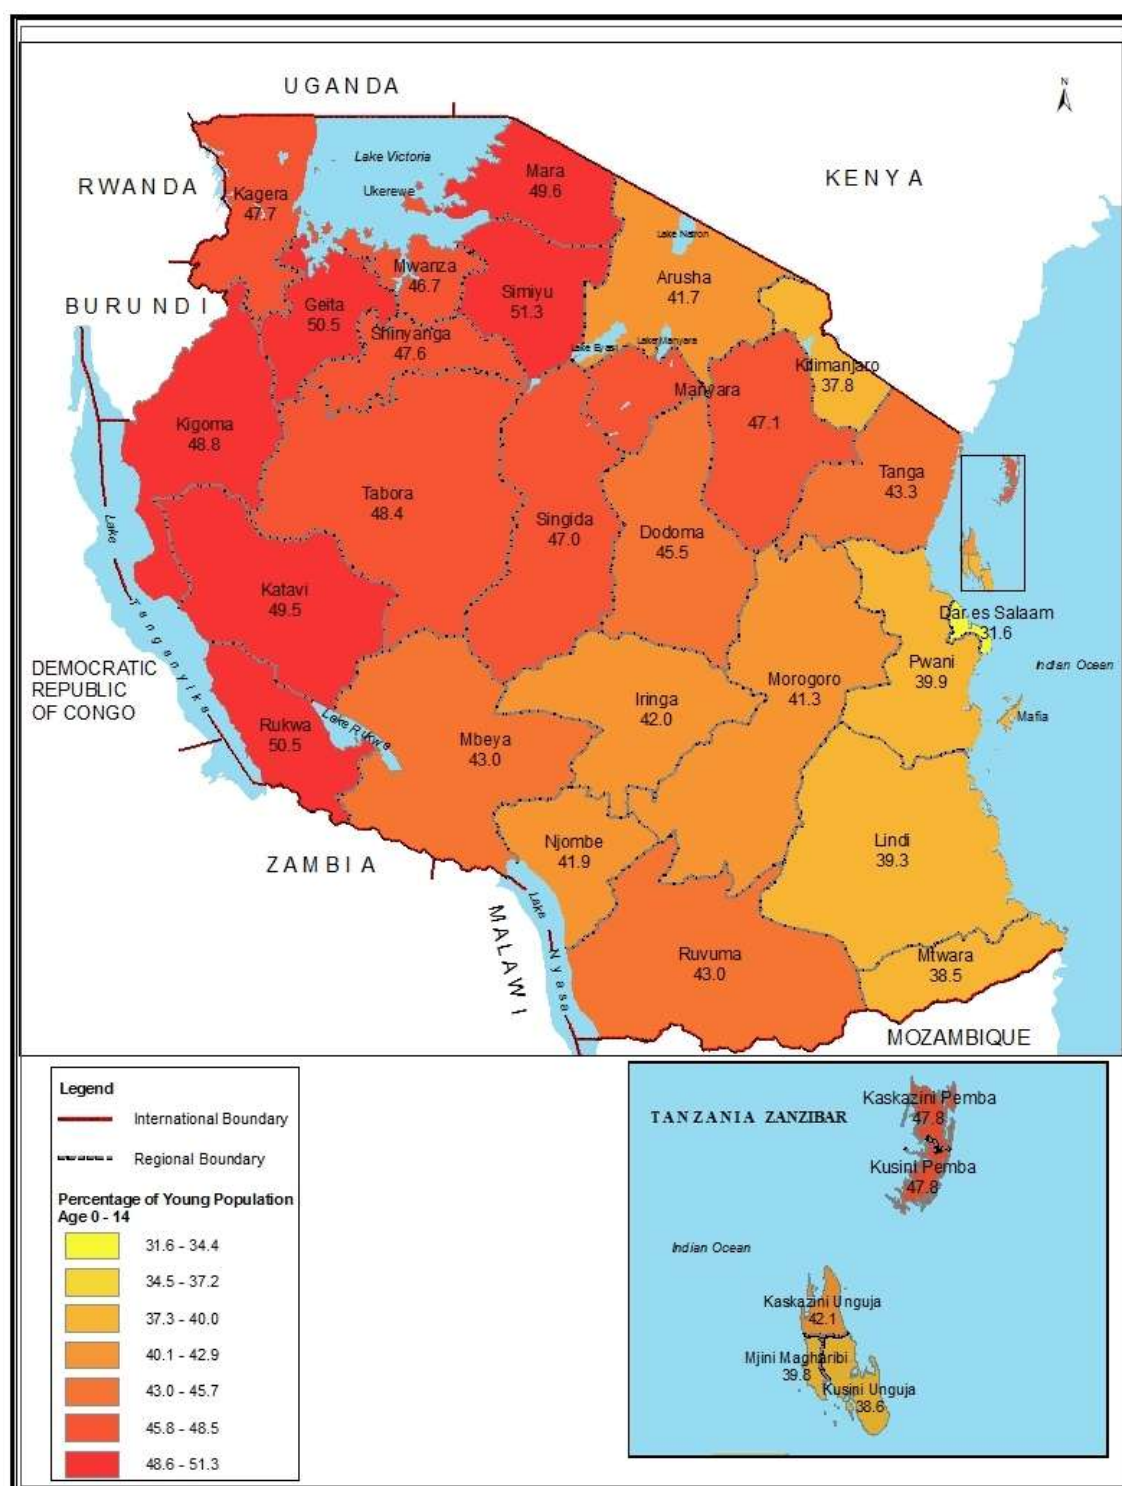 UGANDA
N
Lake Victoria
Mara
49.6
KENYA
RWANDA
Kagera
47.7
Ukerewe
Lake Natron
Mwanza
46.7
Arusha
41.7
Simiyu
51.3
BURUNDI
Geita
50.5
Shinyanga
47.6
Lake Eyasi
Lake Manyara
Kilimanjaro
37.8
Manyara
47.1
Kigoma
48.8
Tanga
43.3
Tabora
48.4
Singida
47.0
Dodoma
45.5
Lake Tanganyika
Katavi
49.5
Dar es Salaam
31.6
Indian Ocean
Pwani
39.9
DEMOCRATIC
REPUBLIC
OF CONGO
Morogoro
41.3
Iringa
42.0
Mafia
Rukwa
50.5
Lake Rukwa
Mbeya
43.0
Njombe
41.9
Lindi
39.3
ZAMBIA
Lake Nyasa
MALAWI
Ruvuma
43.0
Mtwara
38.5
MOZAMBIQUE
Legend
International Boundary
Regional Boundary
Percentage of Young Population
Age 0 - 14
31.6 - 34.4
34.5 - 37.2
37.3 - 40.0
40.1 - 42.9
43.0 - 45.7
45.8 - 48.5
48.6 - 51.3
TANZANIA ZANZIBAR
Kaskazini Pemba
47.8
Kusini Pemba
47.8
Indian Ocean
Kaskazini Unguja
42.1
Mjini Magharibi
39.8
Kusini Unguja
38.6